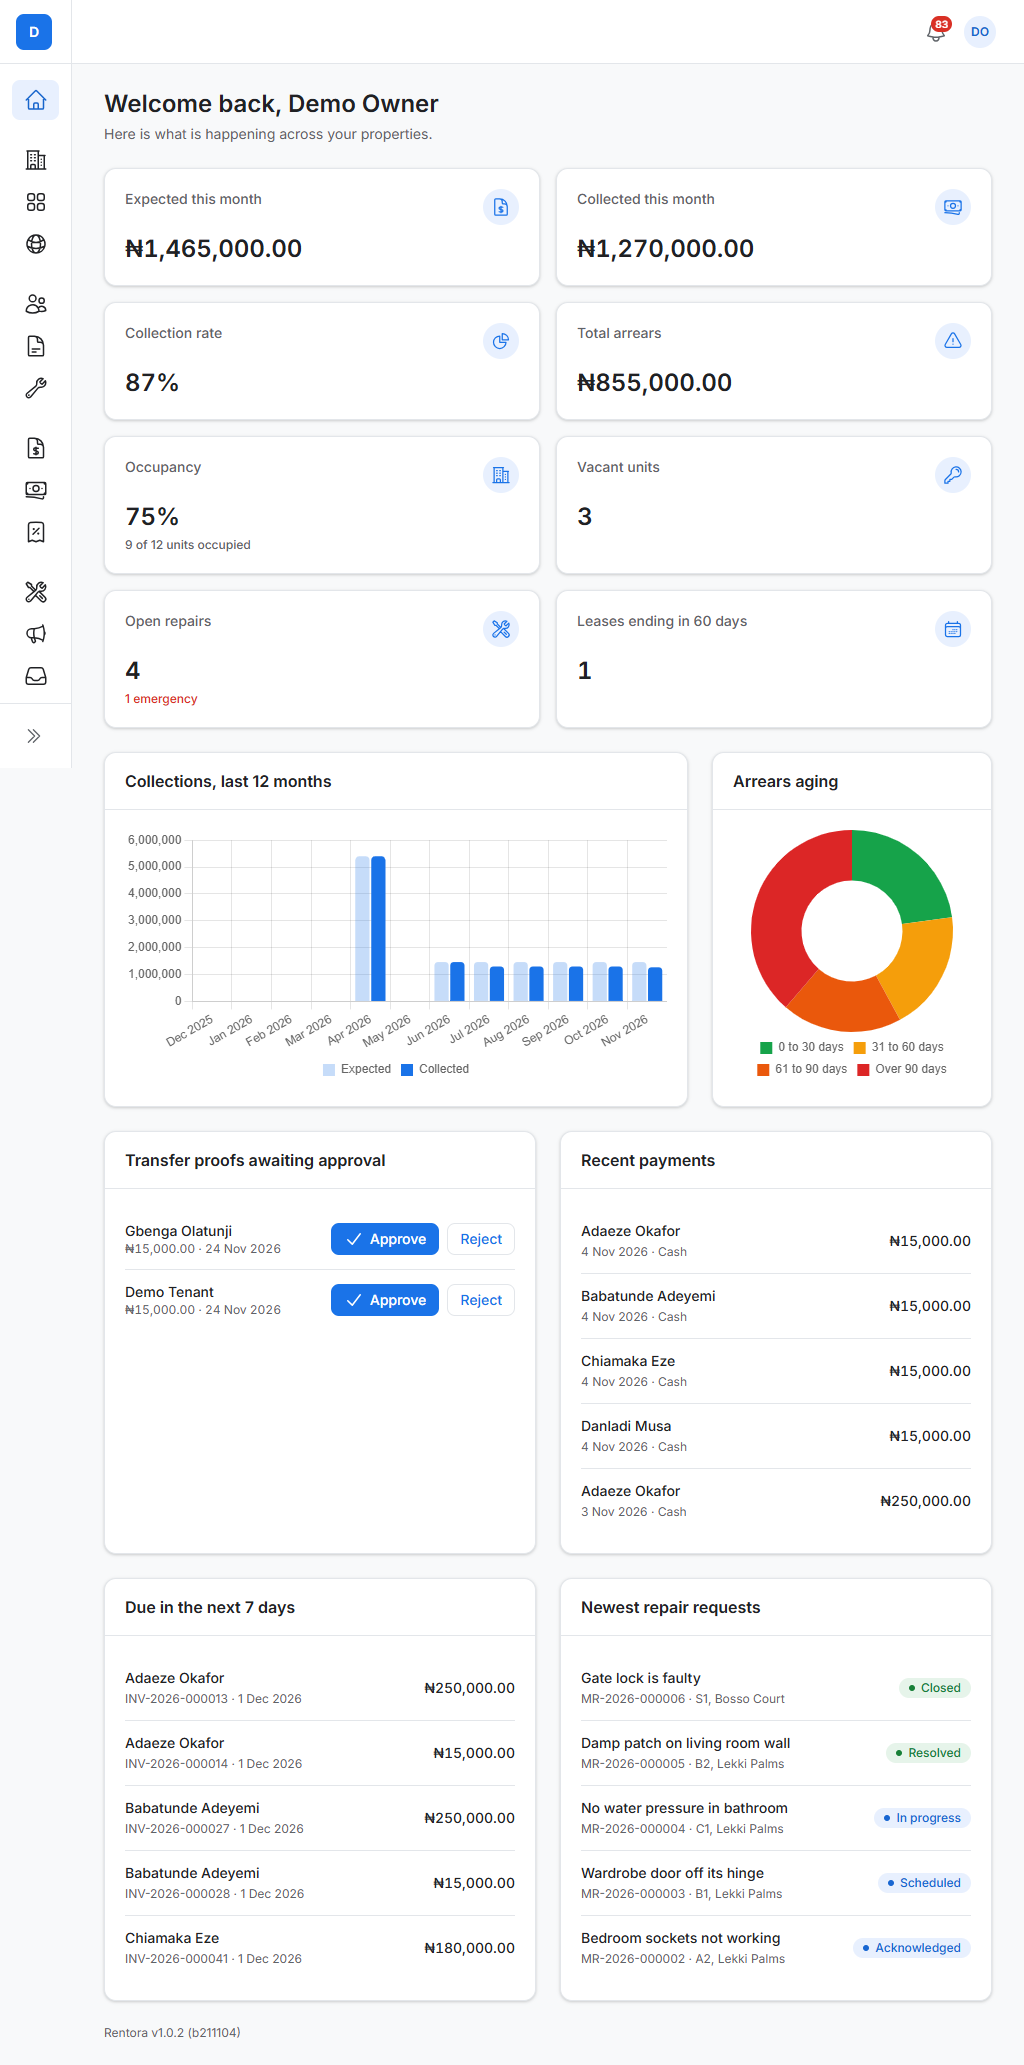 D
83
DO
Welcome back, Demo Owner
Here is what is happening across your properties.
Expected this month
₦1,465,000.00
Collected this month
₦1,270,000.00
Collection rate
87%
Total arrears
₦855,000.00
Occupancy
75%
9 of 12 units occupied
Vacant units
3
Open repairs
4
1 emergency
Leases ending in 60 days
1
Collections, last 12 months
6,000,000
5,000,000
4,000,000
3,000,000
2,000,000
1,000,000
0
Dec 2025
Jan 2026
Feb 2026
Mar 2026
Apr 2026
May 2026
Jun 2026
Jul 2026
Aug 2026
Sep 2026
Oct 2026
Nov 2026
Expected
Collected
Arrears aging
0 to 30 days
31 to 60 days
61 to 90 days
Over 90 days
Transfer proofs awaiting approval
Gbenga Olatunji
₦15,000.00 · 24 Nov 2026
Approve
Reject
Demo Tenant
₦15,000.00 · 24 Nov 2026
Approve
Reject
Recent payments
Adaeze Okafor
4 Nov 2026 · Cash
₦15,000.00
Babatunde Adeyemi
4 Nov 2026 · Cash
₦15,000.00
Chiamaka Eze
4 Nov 2026 · Cash
₦15,000.00
Danladi Musa
4 Nov 2026 · Cash
₦15,000.00
Adaeze Okafor
3 Nov 2026 · Cash
₦250,000.00
Due in the next 7 days
Adaeze Okafor
INV-2026-000013 · 1 Dec 2026
₦250,000.00
Adaeze Okafor
INV-2026-000014 · 1 Dec 2026
₦15,000.00
Babatunde Adeyemi
INV-2026-000027 · 1 Dec 2026
₦250,000.00
Babatunde Adeyemi
INV-2026-000028 · 1 Dec 2026
₦15,000.00
Chiamaka Eze
INV-2026-000041 · 1 Dec 2026
₦180,000.00
Newest repair requests
Gate lock is faulty
MR-2026-000006 · S1, Bosso Court
Closed
Damp patch on living room wall
MR-2026-000005 · B2, Lekki Palms
Resolved
No water pressure in bathroom
MR-2026-000004 · C1, Lekki Palms
In progress
Wardrobe door off its hinge
MR-2026-000003 · B1, Lekki Palms
Scheduled
Bedroom sockets not working
MR-2026-000002 · A2, Lekki Palms
Acknowledged
Rentora v1.0.2 (b211104)